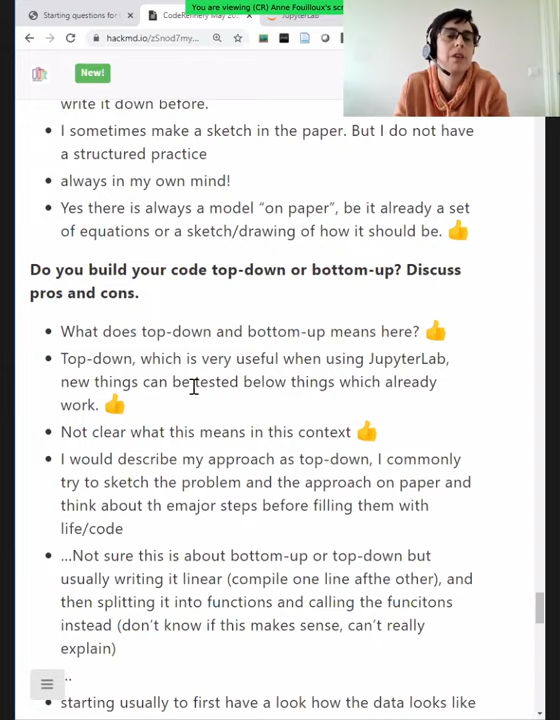 You are viewing (CR) Anne Fouilloux's sc
Starting questions for
CodeRefinery May 20
JupyterLab
hackmd.io/zSnod7my...
New!
write it down before.
I sometimes make a sketch in the paper. But I do not have
a structured practice
always in my own mind!
Yes there is always a model “on paper”, be it already a set
of equations or a sketch/drawing of how it should be. 👍
Do you build your code top-down or bottom-up? Discuss
pros and cons.
What does top-down and bottom-up means here? 👍
Top-down, which is very useful when using JupyterLab,
new things can be tested below things which already
work. 👍
Not clear what this means in this context 👍
I would describe my approach as top-down, I commonly
try to sketch the problem and the approach on paper and
think about th emajor steps before filling them with
life/code
...Not sure this is about bottom-up or top-down but
usually writing it linear (compile one line afthe other), and
then splitting it into functions and calling the funcitons
instead (don’t know if this makes sense, can’t really
explain)
..
starting usually to first have a look how the data looks like